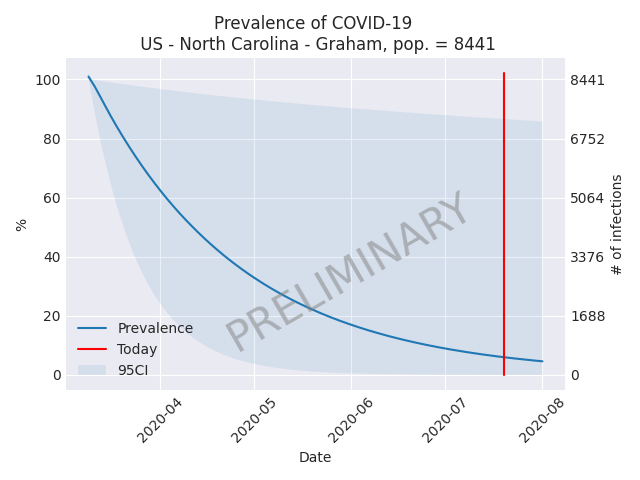 Prevalence of COVID-19
US - North Carolina - Graham, pop. = 8441
100
80
60
40
20
0
%
8441
6752
5064
3376
1688
0
# of infections
PRELIMINARY
Prevalence
Today
95CI
2020-04
2020-05
2020-06
2020-07
2020-08
Date